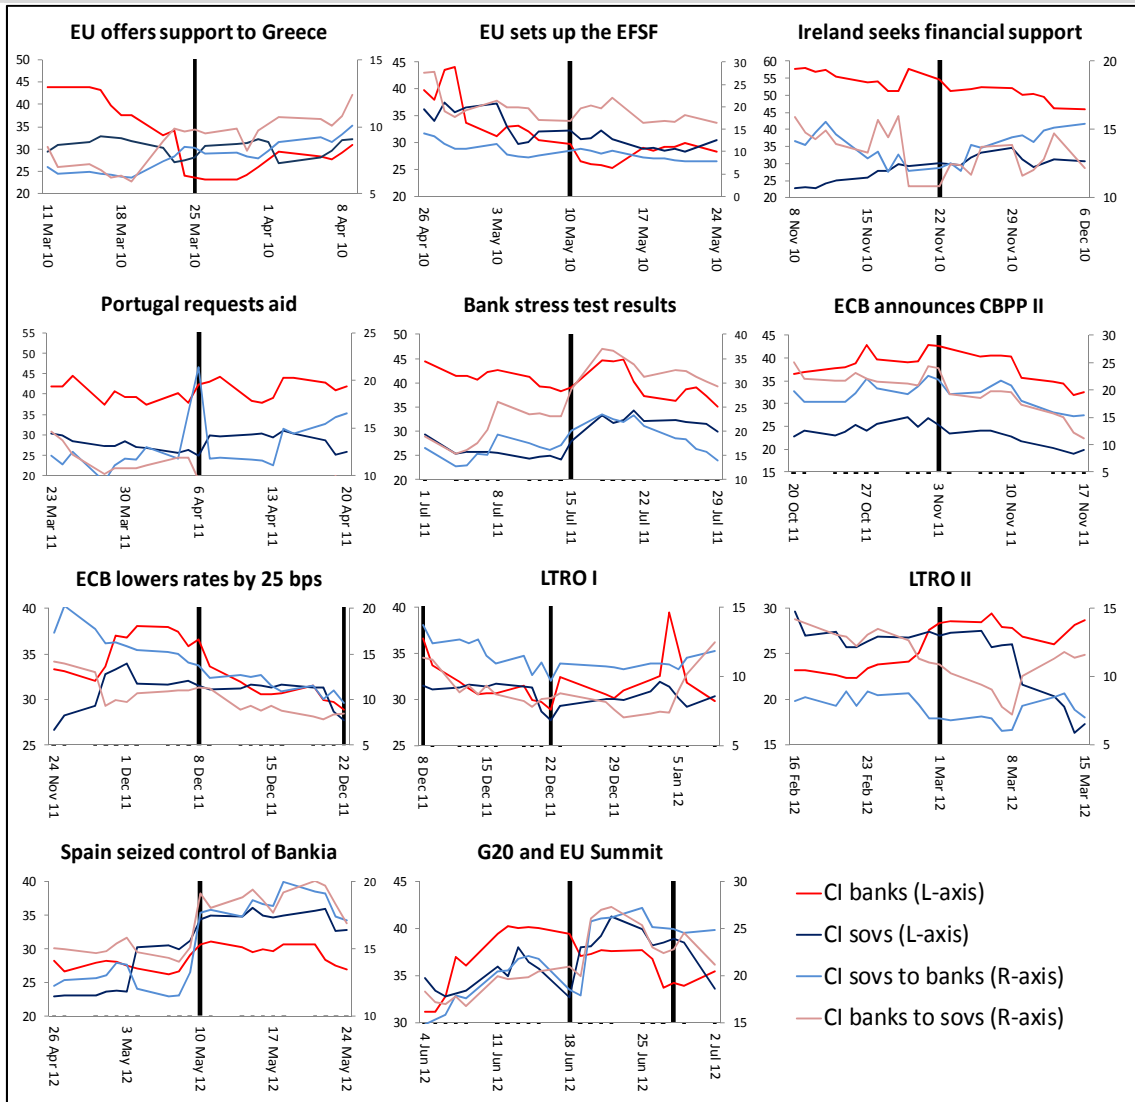 EU offers support to Greece
50
45
40
35
30
25
20
15
10
5
11 Mar 10
18 Mar 10
25 Mar 10
1 Apr 10
8 Apr 10
EU sets up the EFSF
45
40
35
30
25
20
30
25
20
15
10
5
0
26 Apr 10
3 May 10
10 May 10
17 May 10
24 May 10
Ireland seeks financial support
60
55
50
45
40
35
30
25
20
20
15
10
8 Nov 10
15 Nov 10
22 Nov 10
29 Nov 10
6 Dec 10
Portugal requests aid
55
50
45
40
35
30
25
20
25
20
15
10
23 Mar 11
30 Mar 11
6 Apr 11
13 Apr 11
20 Apr 11
Bank stress test results
50
45
40
35
30
25
20
40
35
30
25
20
15
10
1 Jul 11
8 Jul 11
15 Jul 11
22 Jul 11
29 Jul 11
ECB announces CBPP II
45
40
35
30
25
20
15
30
25
20
15
10
5
20 Oct 11
27 Oct 11
3 Nov 11
10 Nov 11
17 Nov 11
ECB lowers rates by 25 bps
40
35
30
25
20
15
10
5
24 Nov 11
1 Dec 11
8 Dec 11
15 Dec 11
22 Dec 11
LTRO I
40
35
30
25
15
10
5
8 Dec 11
15 Dec 11
22 Dec 11
29 Dec 11
5 Jan 12
LTRO II
30
25
20
15
15
10
5
16 Feb 12
23 Feb 12
1 Mar 12
8 Mar 12
15 Mar 12
Spain seized control of Bankia
40
35
30
25
20
20
15
10
26 Apr 12
3 May 12
10 May 12
17 May 12
24 May 12
G20 and EU Summit
45
40
35
30
30
25
20
15
4 Jun 12
11 Jun 12
18 Jun 12
25 Jun 12
2 Jul 12
CI banks (L-axis)
CI sovs (L-axis)
CI sovs to banks (R-axis)
CI banks to sovs (R-axis)